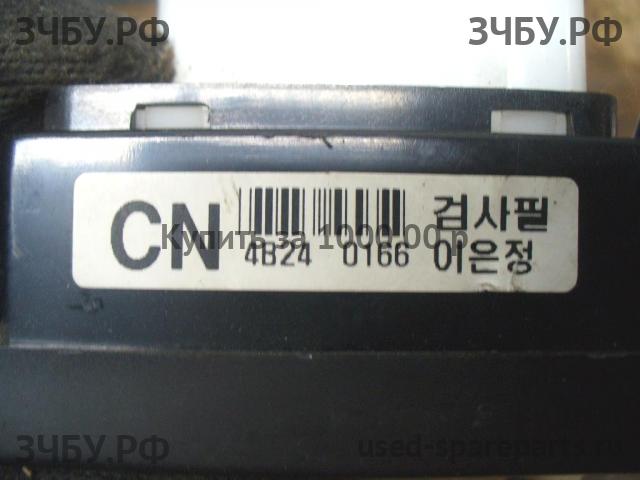 ЗЧБУ.РФ ЗЧБУ.РФ
CN 검사필
Купить за 1000.00 р.
4B24 0166 이은정
ЗЧБУ.РФ used-spareparts.ru